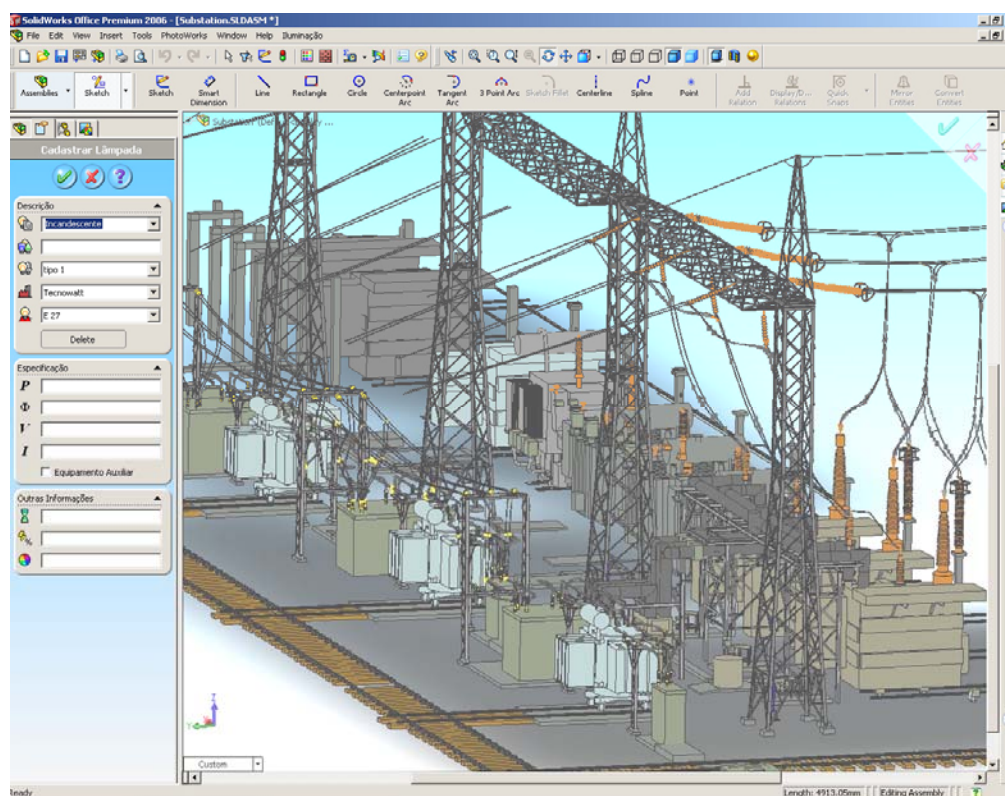 SolidWorks Office Premium 2006 - [Substation.SLDASM *]
File Edit View Insert Tools PhotoWorks Window Help Iluminação
Assemblies Sketch Sketch Smart Dimension Line Rectangle Circle Centerpoint Arc Tangent Arc 3 Point Arc Sketch Fillet Centerline Spline Point Add Relation Display/D... Relations Quick Snaps Mirror Entities Convert Entities
Cadastrar Lâmpada
Descrição
Incandescente
tipo 1
Tecnowatt
E 27
Delete
Especificação
P
Φ
V
I
Equipamento Auxiliar
Outras Informações
%
Substation (Def
...
Z
Y
Custom
Ready
Length: 4913.05mm Editing Assembly